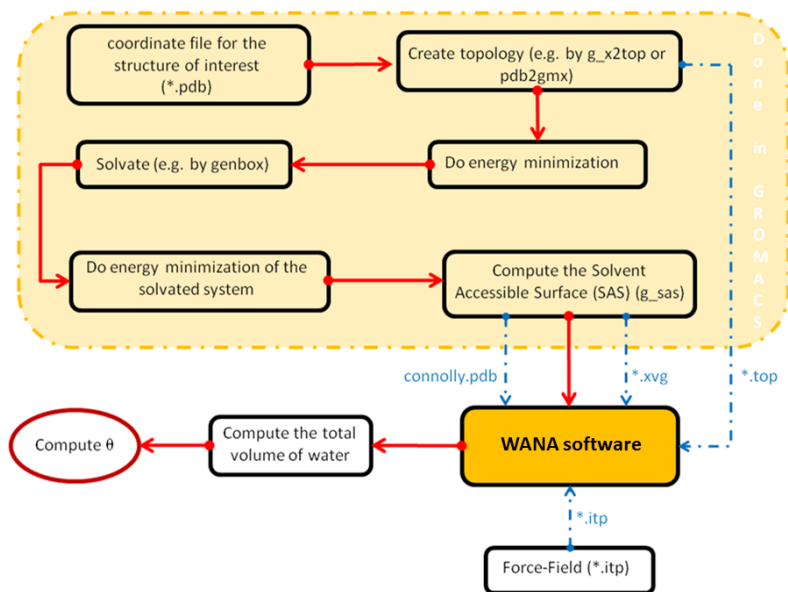 coordinate file for the
structure of interest
(*.pdb)
Create topology (e.g. by g_x2top or
pdb2gmx)
Done in GROMACS
Solvate (e.g. by genbox)
Do energy minimization
Do energy minimization of the
solvated system
Compute the Solvent
Accessible Surface (SAS) (g_sas)
connolly.pdb
*.xvg
*.top
Compute θ
Compute the total
volume of water
WANA software
*.itp
Force-Field (*.itp)